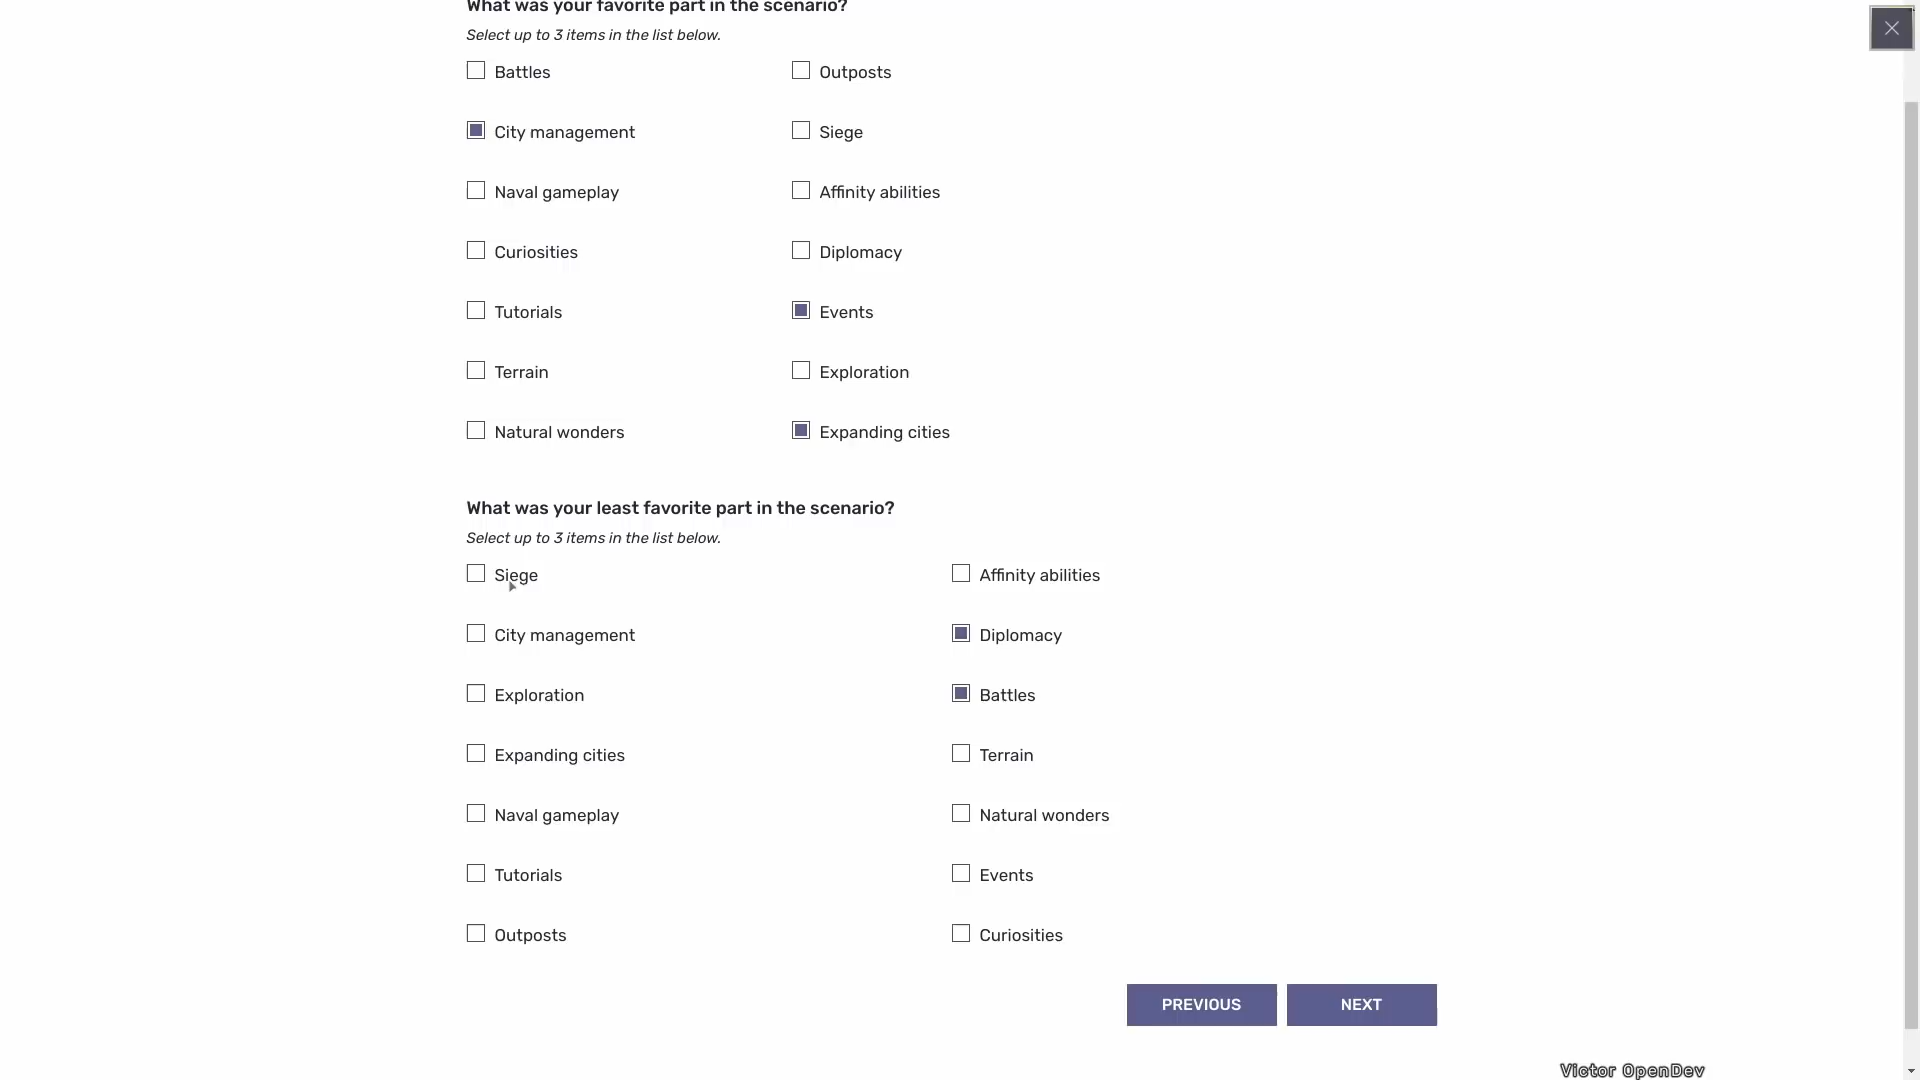 What was your favorite part in the scenario?
Select up to 3 items in the list below.
Battles
Outposts
City management
Siege
Naval gameplay
Affinity abilities
Curiosities
Diplomacy
Tutorials
Events
Terrain
Exploration
Natural wonders
Expanding cities
What was your least favorite part in the scenario?
Select up to 3 items in the list below.
Siege
Affinity abilities
City management
Diplomacy
Exploration
Battles
Expanding cities
Terrain
Naval gameplay
Natural wonders
Tutorials
Events
Outposts
Curiosities
PREVIOUS
NEXT
Victor OpenDev